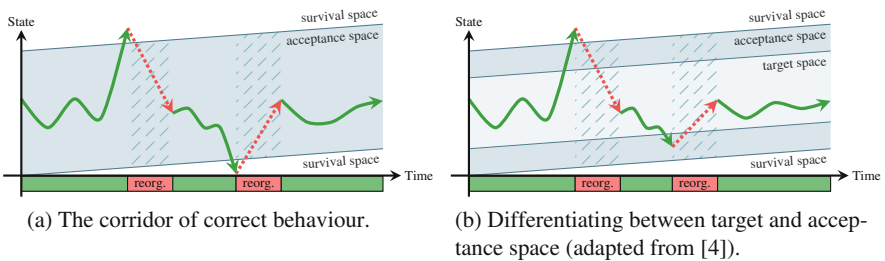 State
survival space
acceptance space
survival space
Time
reorg.
reorg.
(a) The corridor of correct behaviour.
State
survival space
acceptance space
target space
survival space
Time
reorg.
reorg.
(b) Differentiating between target and accep-
tance space (adapted from [4]).